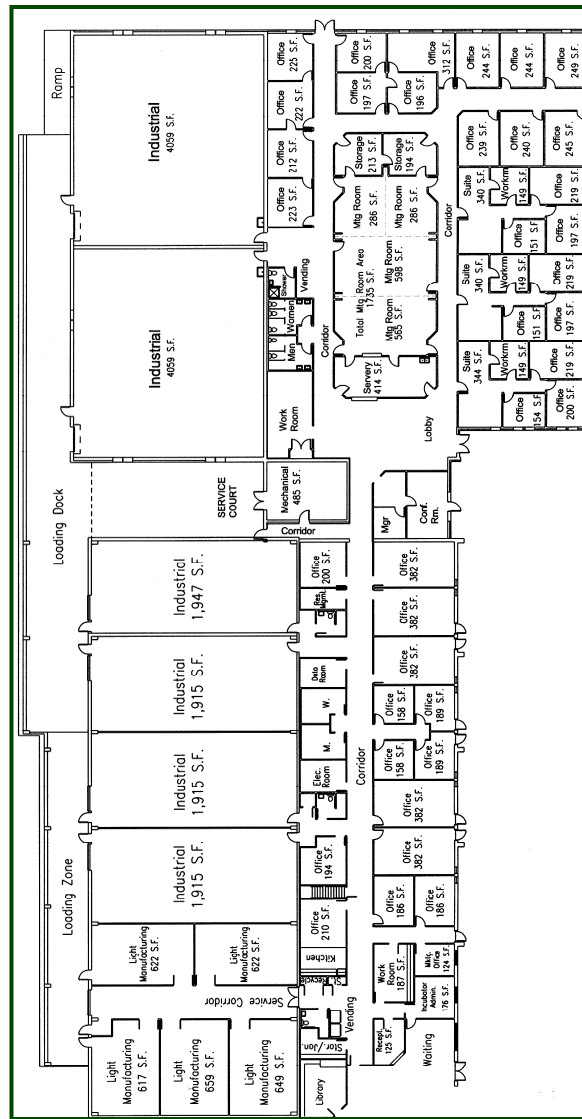 Ramp
Industrial
4059 S.F.
Office
225 S.F.
Office
222 S.F.
Office
212 S.F.
Office
223 S.F.
Office
200 S.F.
Office
197 S.F.
Office
312 S.F.
Office
196 S.F.
Office
244 S.F.
Office
244 S.F.
Office
249 S.F.
Office
239 S.F.
Office
240 S.F.
Office
245 S.F.
Storage
213 S.F.
Storage
194 S.F.
Mtg Room
286 S.F.
Mtg Room
286 S.F.
Corridor
Suite
340 S.F.
Workrm
149 S.F.
Office
219 S.F.
Office
151 S.F.
Office
197 S.F.
Industrial
4059 S.F.
Shower
Vending
Women
Men
Corridor
Total Mtg Room Area
1735 S.F.
Mtg Room
598 S.F.
Mtg Room
565 S.F.
Servery
414 S.F.
Suite
340 S.F.
Workrm
149 S.F.
Office
219 S.F.
Office
151 S.F.
Office
197 S.F.
Suite
344 S.F.
Workrm
149 S.F.
Office
219 S.F.
Office
154 S.F.
Office
200 S.F.
Work
Room
Lobby
Loading Dock
SERVICE
COURT
Mechanical
485 S.F.
Corridor
Mgr
Conf.
Rm.
Industrial
1,947 S.F.
Office
200 S.F.
Res.
Mgmt.
Office
382 S.F.
Office
382 S.F.
Industrial
1,915 S.F.
Data
Room
W.
Office
382 S.F.
Office
158 S.F.
Office
189 S.F.
Industrial
1,915 S.F.
M.
Elec.
Room
Corridor
Office
158 S.F.
Office
189 S.F.
Office
382 S.F.
Loading Zone
Industrial
1,915 S.F.
Office
194 S.F.
Office
382 S.F.
Office
210 S.F.
Office
186 S.F.
Office
186 S.F.
Light
Manufacturing
622 S.F.
Light
Manufacturing
622 S.F.
Kitchen
Service Corridor
Work
Room
187 S.F.
Mktg.
Office
124 S.F.
Incubator
Admin.
176 S.F.
Light
Manufacturing
617 S.F.
Light
Manufacturing
659 S.F.
Light
Manufacturing
649 S.F.
Stor./Jan.
Vending
Recept.
125 S.F.
Waiting
Library